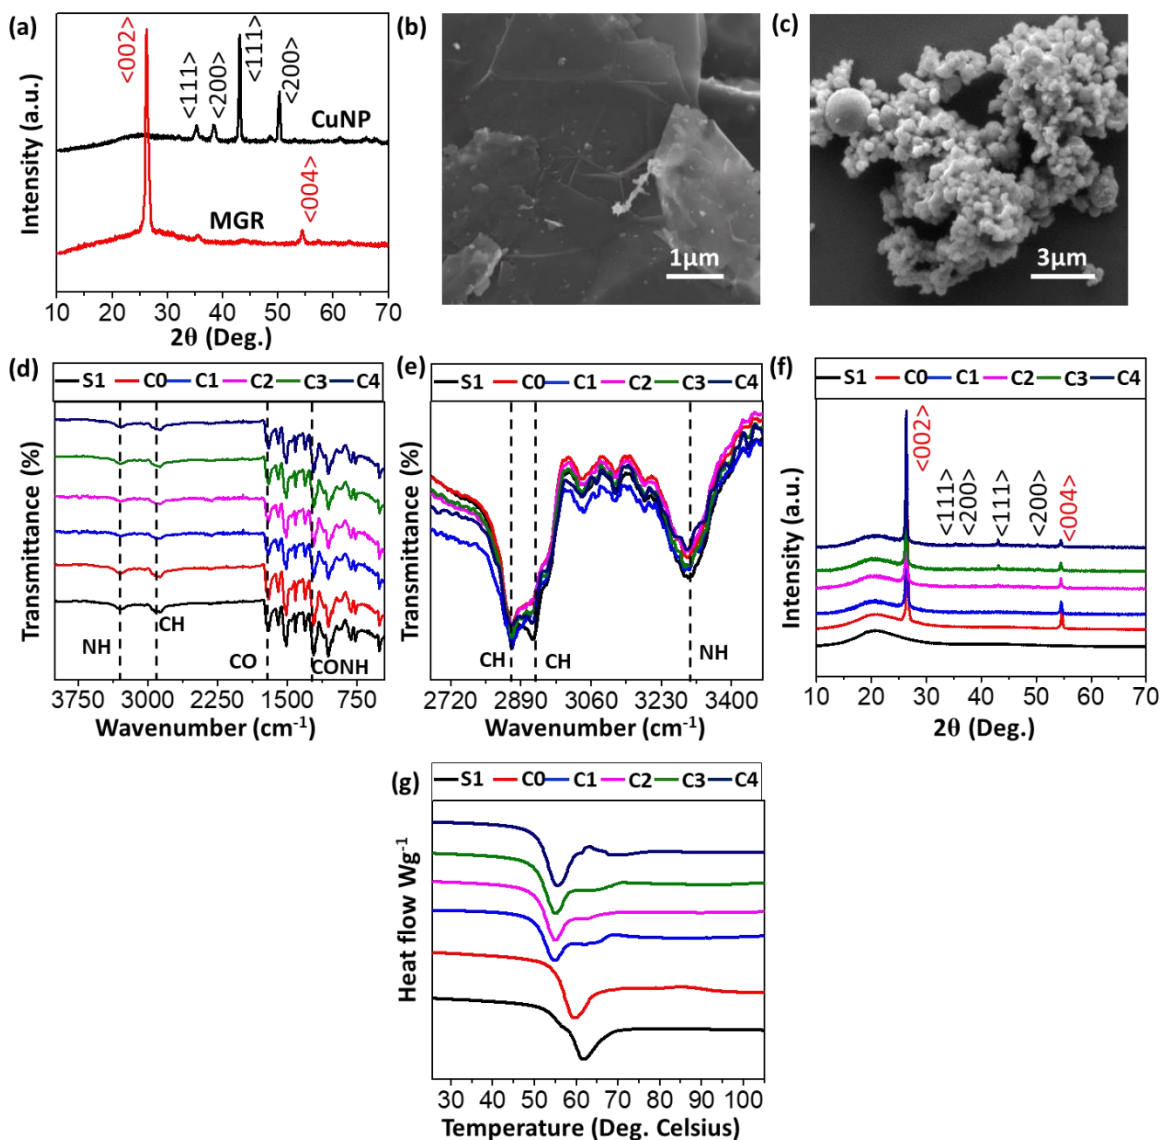 (a)
<002>
<111>
<200>
<111>
<200>
CuNP
MGR
<004>
Intensity (a.u.)
10 20 30 40 50 60 70
2θ (Deg.)
(b)
1μm
(c)
3μm
(d)
S1 C0 C1 C2 C3 C4
Transmittance (%)
NH
CH
CO
CONH
3750 3000 2250 1500 750
Wavenumber (cm⁻¹)
(e)
S1 C0 C1 C2 C3 C4
Transmittance (%)
CH
CH
NH
2720 2890 3060 3230 3400
Wavenumber (cm⁻¹)
(f)
S1 C0 C1 C2 C3 C4
<002>
<111>
<200>
<111>
<200>
<004>
Intensity (a.u.)
10 20 30 40 50 60 70
2θ (Deg.)
(g)
S1 C0 C1 C2 C3 C4
Heat flow Wg⁻¹
30 40 50 60 70 80 90 100
Temperature (Deg. Celsius)